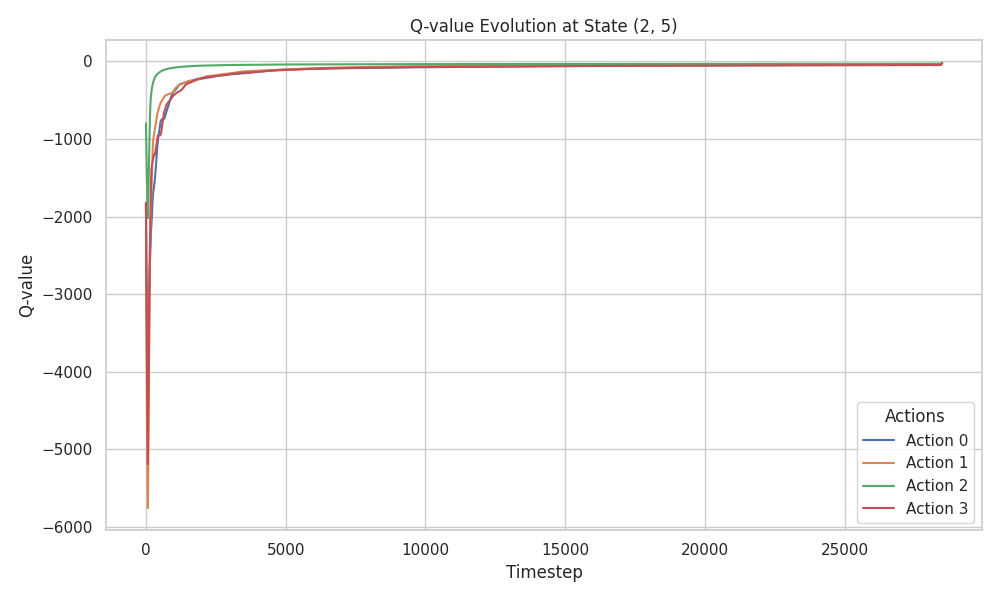 Q-value Evolution at State (2, 5)
0
−1000
−2000
−3000
−4000
−5000
−6000
Q-value
0
5000
10000
15000
20000
25000
Timestep
Actions
Action 0
Action 1
Action 2
Action 3